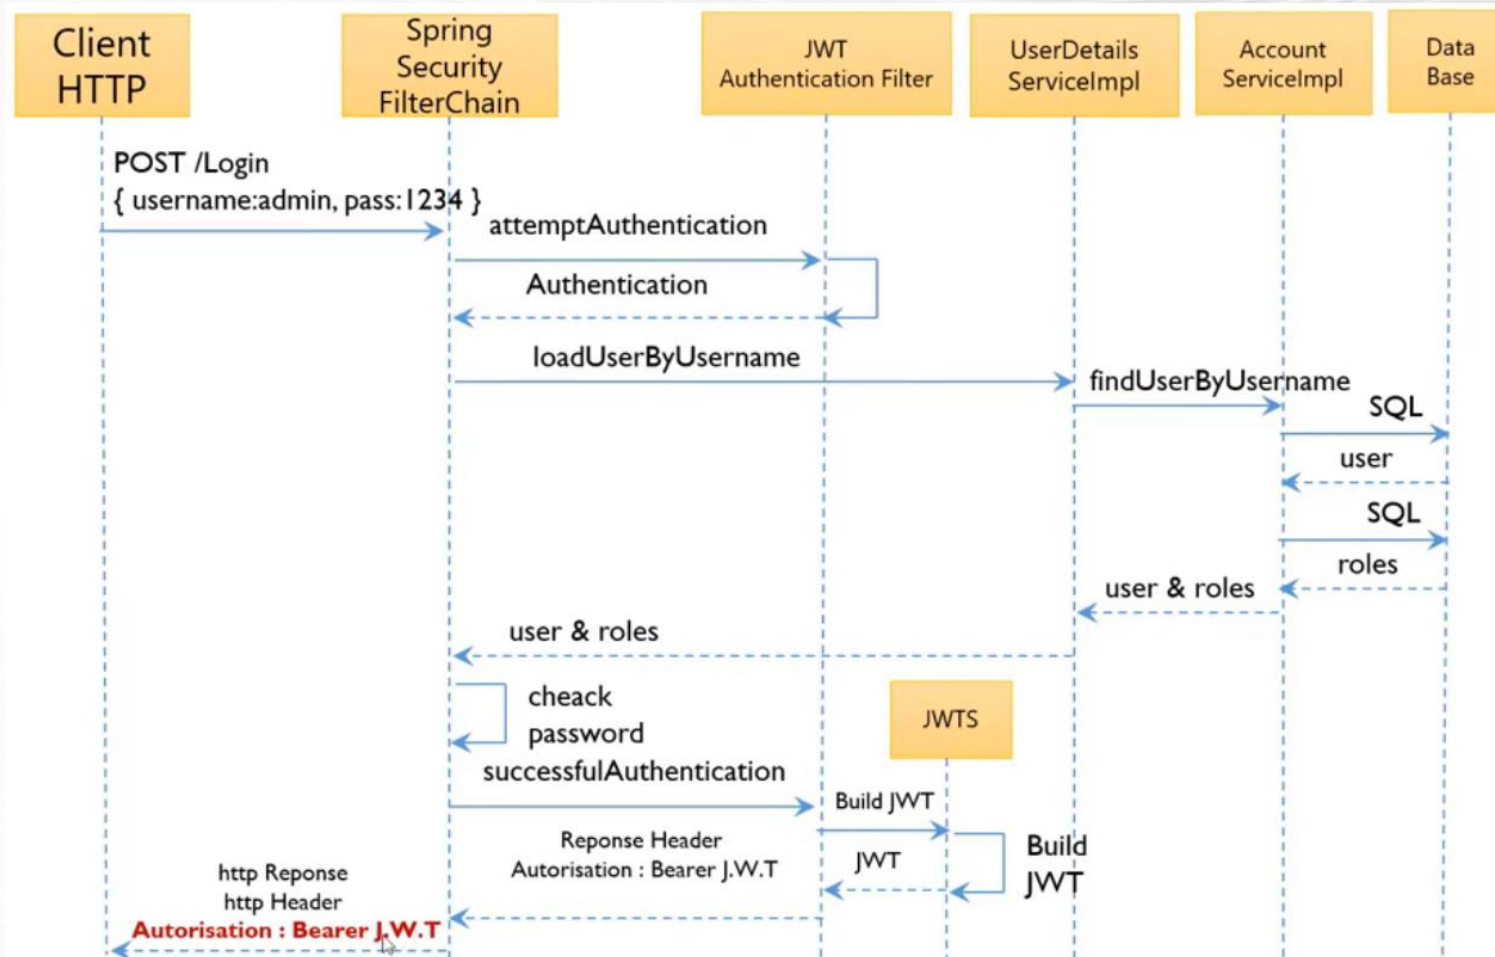 Client
HTTP
Spring
Security
FilterChain
JWT
Authentication Filter
UserDetails
ServiceImpl
Account
ServiceImpl
Data
Base
POST /Login
{ username:admin, pass:1234 }
attemptAuthentication
Authentication
loadUserByUsername
findUserByUsername
SQL
user
SQL
roles
user & roles
user & roles
cheack
password
JWTS
successfulAuthentication
Build JWT
Build
JWT
JWT
Reponse Header
Autorisation : Bearer J.W.T
http Reponse
http Header
Autorisation : Bearer J.W.T